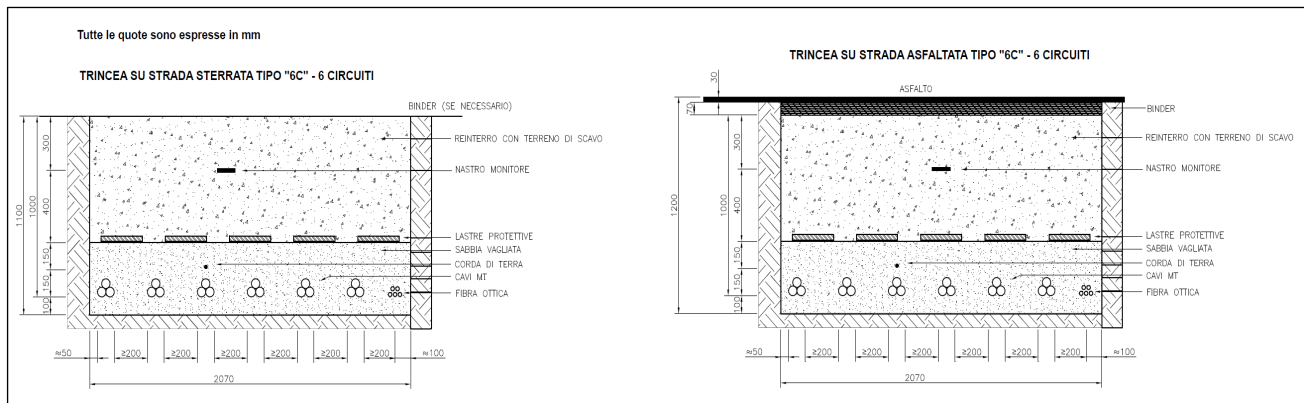 Tutte le quote sono espresse in mm
TRINCEA SU STRADA STERRATA TIPO "6C" - 6 CIRCUITI
BINDER (SE NECESSARIO)
REINTERRO CON TERRENO DI SCAVO
NASTRO MONITORE
LASTRE PROTETTIVE
SABBIA VAGLIATA
CORDA DI TERRA
CAVI MT
FIBRA OTTICA
1100
1000
300
400
150
150
100
≈50
≥200
≥200
≥200
≥200
≥200
≥200
≈100
2070
TRINCEA SU STRADA ASFALTATA TIPO "6C" - 6 CIRCUITI
ASFALTO
BINDER
REINTERRO CON TERRENO DI SCAVO
NASTRO MONITORE
LASTRE PROTETTIVE
SABBIA VAGLIATA
CORDA DI TERRA
CAVI MT
FIBRA OTTICA
30
70
1200
1000
300
400
150
150
100
≈50
≥200
≥200
≥200
≥200
≥200
≥200
≈100
2070